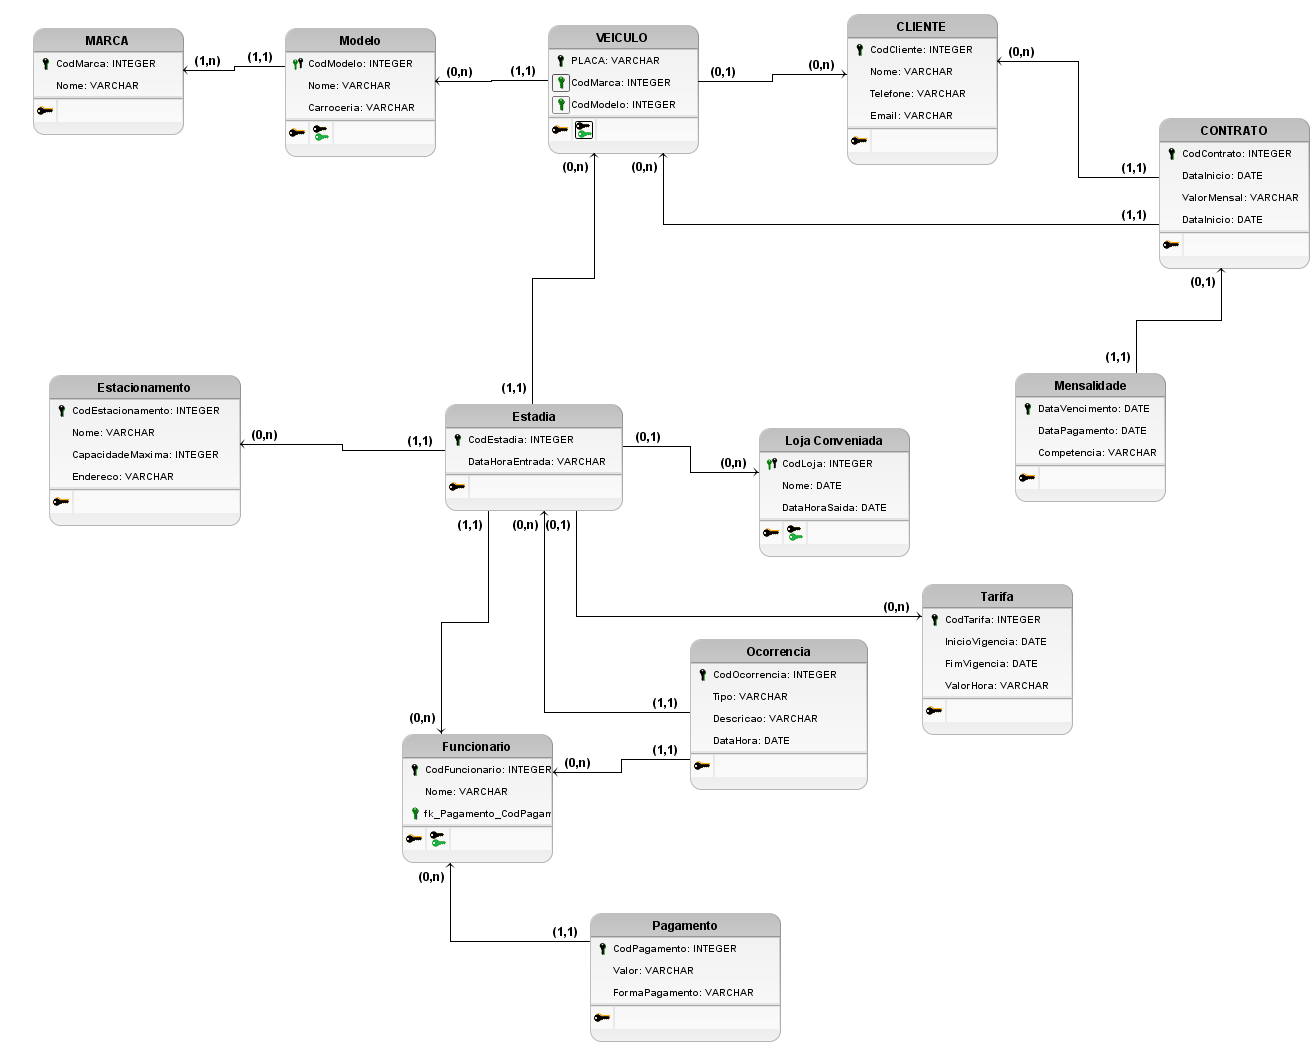 MARCA
CodMarca: INTEGER
Nome: VARCHAR
(1,n)
(1,1)
Modelo
CodModelo: INTEGER
Nome: VARCHAR
Carroceria: VARCHAR
(0,n)
(1,1)
VEICULO
PLACA: VARCHAR
CodMarca: INTEGER
CodModelo: INTEGER
(0,1)
(0,n)
CLIENTE
CodCliente: INTEGER
Nome: VARCHAR
Telefone: VARCHAR
Email: VARCHAR
(0,n)
(1,1)
CONTRATO
CodContrato: INTEGER
DataInicio: DATE
ValorMensal: VARCHAR
DataInicio: DATE
(0,n)
(0,n)
(1,1)
(0,1)
(1,1)
Mensalidade
DataVencimento: DATE
DataPagamento: DATE
Competencia: VARCHAR
Estacionamento
CodEstacionamento: INTEGER
Nome: VARCHAR
CapacidadeMaxima: INTEGER
Endereco: VARCHAR
(0,n)
(1,1)
(1,1)
Estadia
CodEstadia: INTEGER
DataHoraEntrada: VARCHAR
(0,1)
(0,n)
Loja Conveniada
CodLoja: INTEGER
Nome: DATE
DataHoraSaida: DATE
(1,1)
(0,n)
(0,1)
(0,n)
Tarifa
CodTarifa: INTEGER
InicioVigencia: DATE
FimVigencia: DATE
ValorHora: VARCHAR
Ocorrencia
CodOcorrencia: INTEGER
Tipo: VARCHAR
Descricao: VARCHAR
DataHora: DATE
(1,1)
(1,1)
(0,n)
(0,n)
Funcionario
CodFuncionario: INTEGER
Nome: VARCHAR
fk_Pagamento_CodPagam
(0,n)
(1,1)
Pagamento
CodPagamento: INTEGER
Valor: VARCHAR
FormaPagamento: VARCHAR